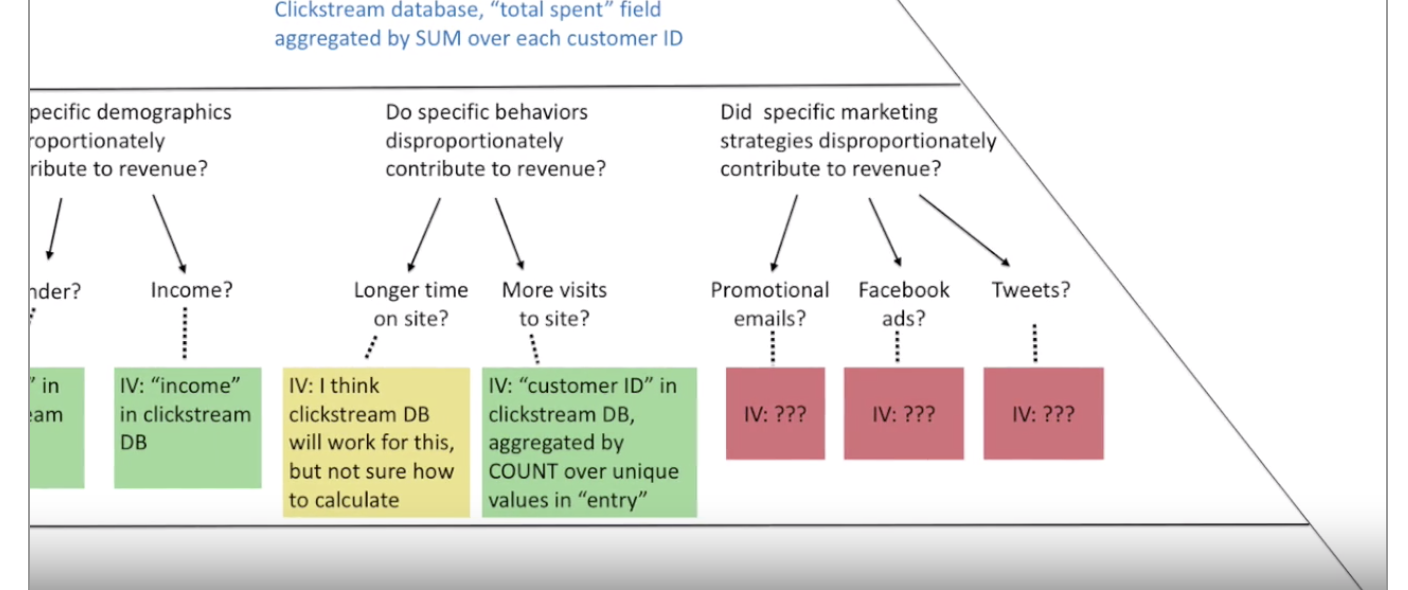 Clickstream database, “total spent” field
aggregated by SUM over each customer ID
pecific demographics
roportionately
ribute to revenue?
Do specific behaviors
disproportionately
contribute to revenue?
Did specific marketing
strategies disproportionately
contribute to revenue?
nder?
Income?
Longer time
on site?
More visits
to site?
Promotional
emails?
Facebook
ads?
Tweets?
” in
am
IV: “income”
in clickstream
DB
IV: I think
clickstream DB
will work for this,
but not sure how
to calculate
IV: “customer ID” in
clickstream DB,
aggregated by
COUNT over unique
values in “entry”
IV: ???
IV: ???
IV: ???